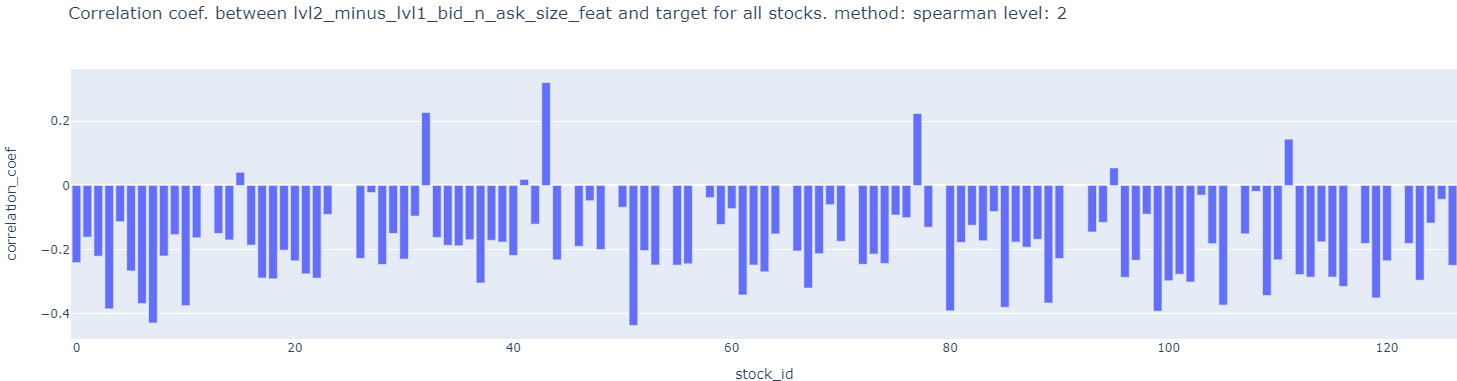 Correlation coef. between lvl2_minus_lvl1_bid_n_ask_size_feat and target for all stocks. method: spearman level: 2
correlation_coef
0.2
0
−0.2
−0.4
0 20 40 60 80 100 120
stock_id